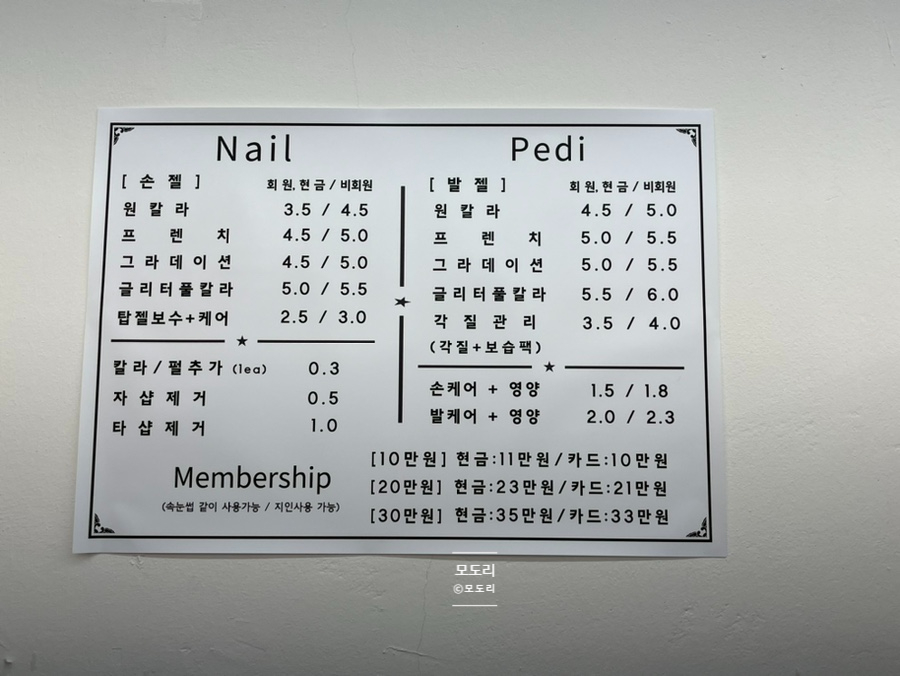 Nail
[손젤] 회원,현금/비회원
원칼라 3.5 / 4.5
프렌치 4.5 / 5.0
그라데이션 4.5 / 5.0
글리터풀칼라 5.0 / 5.5
탑젤보수+케어 2.5 / 3.0
칼라/펄추가 (1ea) 0.3
자샵제거 0.5
타샵제거 1.0
Pedi
[발젤] 회원,현금/비회원
원칼라 4.5 / 5.0
프렌치 5.0 / 5.5
그라데이션 5.0 / 5.5
글리터풀칼라 5.5 / 6.0
각질관리 3.5 / 4.0
(각질+보습팩)
손케어 + 영양 1.5 / 1.8
발케어 + 영양 2.0 / 2.3
Membership
(속눈썹 같이 사용가능 / 지인사용 가능)
[10만원] 현금:11만원/카드:10만원
[20만원] 현금:23만원/카드:21만원
[30만원] 현금:35만원/카드:33만원
모도리
©모도리